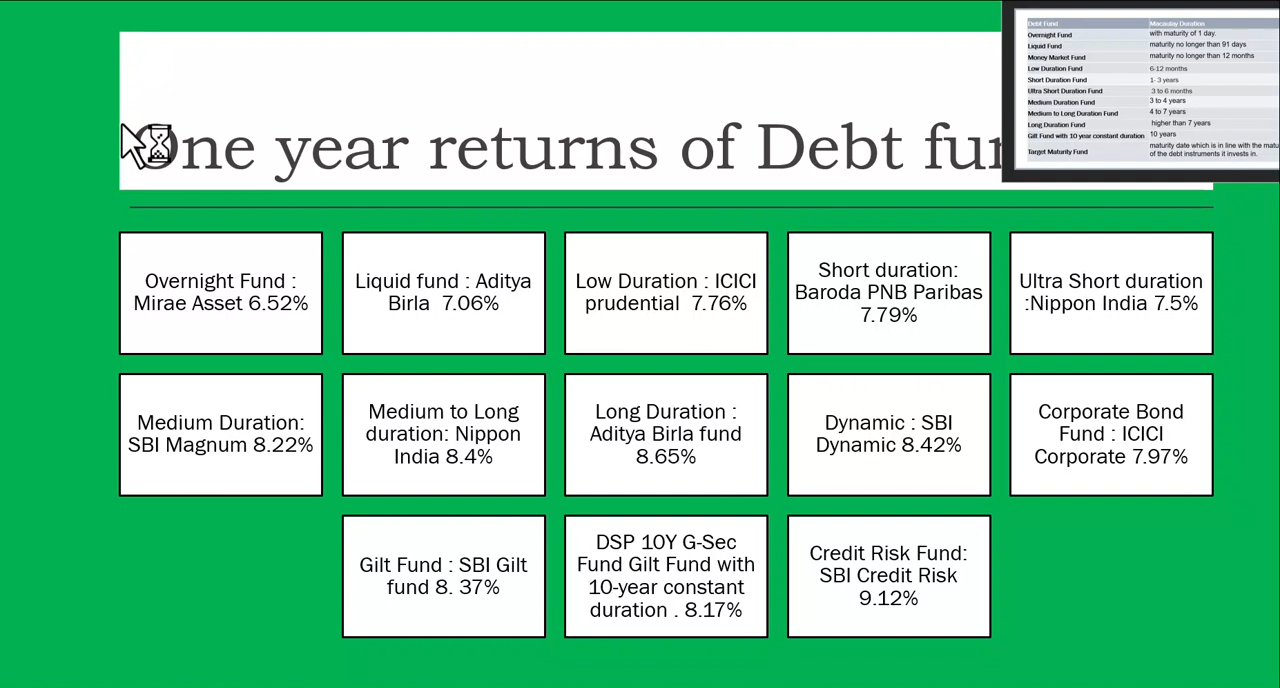 One year returns of Debt fun
Debt Fund Macaulay Duration
Overnight Fund with maturity of 1 day.
Liquid Fund maturity no longer than 91 days
Money Market Fund maturity no longer than 12 months
Low Duration Fund 6-12 months
Short Duration Fund 1- 3 years
Ultra Short Duration Fund 3 to 6 months
Medium Duration Fund 3 to 4 years
Medium to Long Duration Fund 4 to 7 years
Long Duration Fund higher than 7 years
Gilt Fund with 10 year constant duration 10 years
Target Maturity Fund maturity date which is in line with the matu
of the debt instruments it invests in.
Overnight Fund :
Mirae Asset 6.52%
Liquid fund : Aditya
Birla 7.06%
Low Duration : ICICI
prudential 7.76%
Short duration:
Baroda PNB Paribas
7.79%
Ultra Short duration
:Nippon India 7.5%
Medium Duration:
SBI Magnum 8.22%
Medium to Long
duration: Nippon
India 8.4%
Long Duration :
Aditya Birla fund
8.65%
Dynamic : SBI
Dynamic 8.42%
Corporate Bond
Fund : ICICI
Corporate 7.97%
Gilt Fund : SBI Gilt
fund 8. 37%
DSP 10Y G-Sec
Fund Gilt Fund with
10-year constant
duration . 8.17%
Credit Risk Fund:
SBI Credit Risk
9.12%